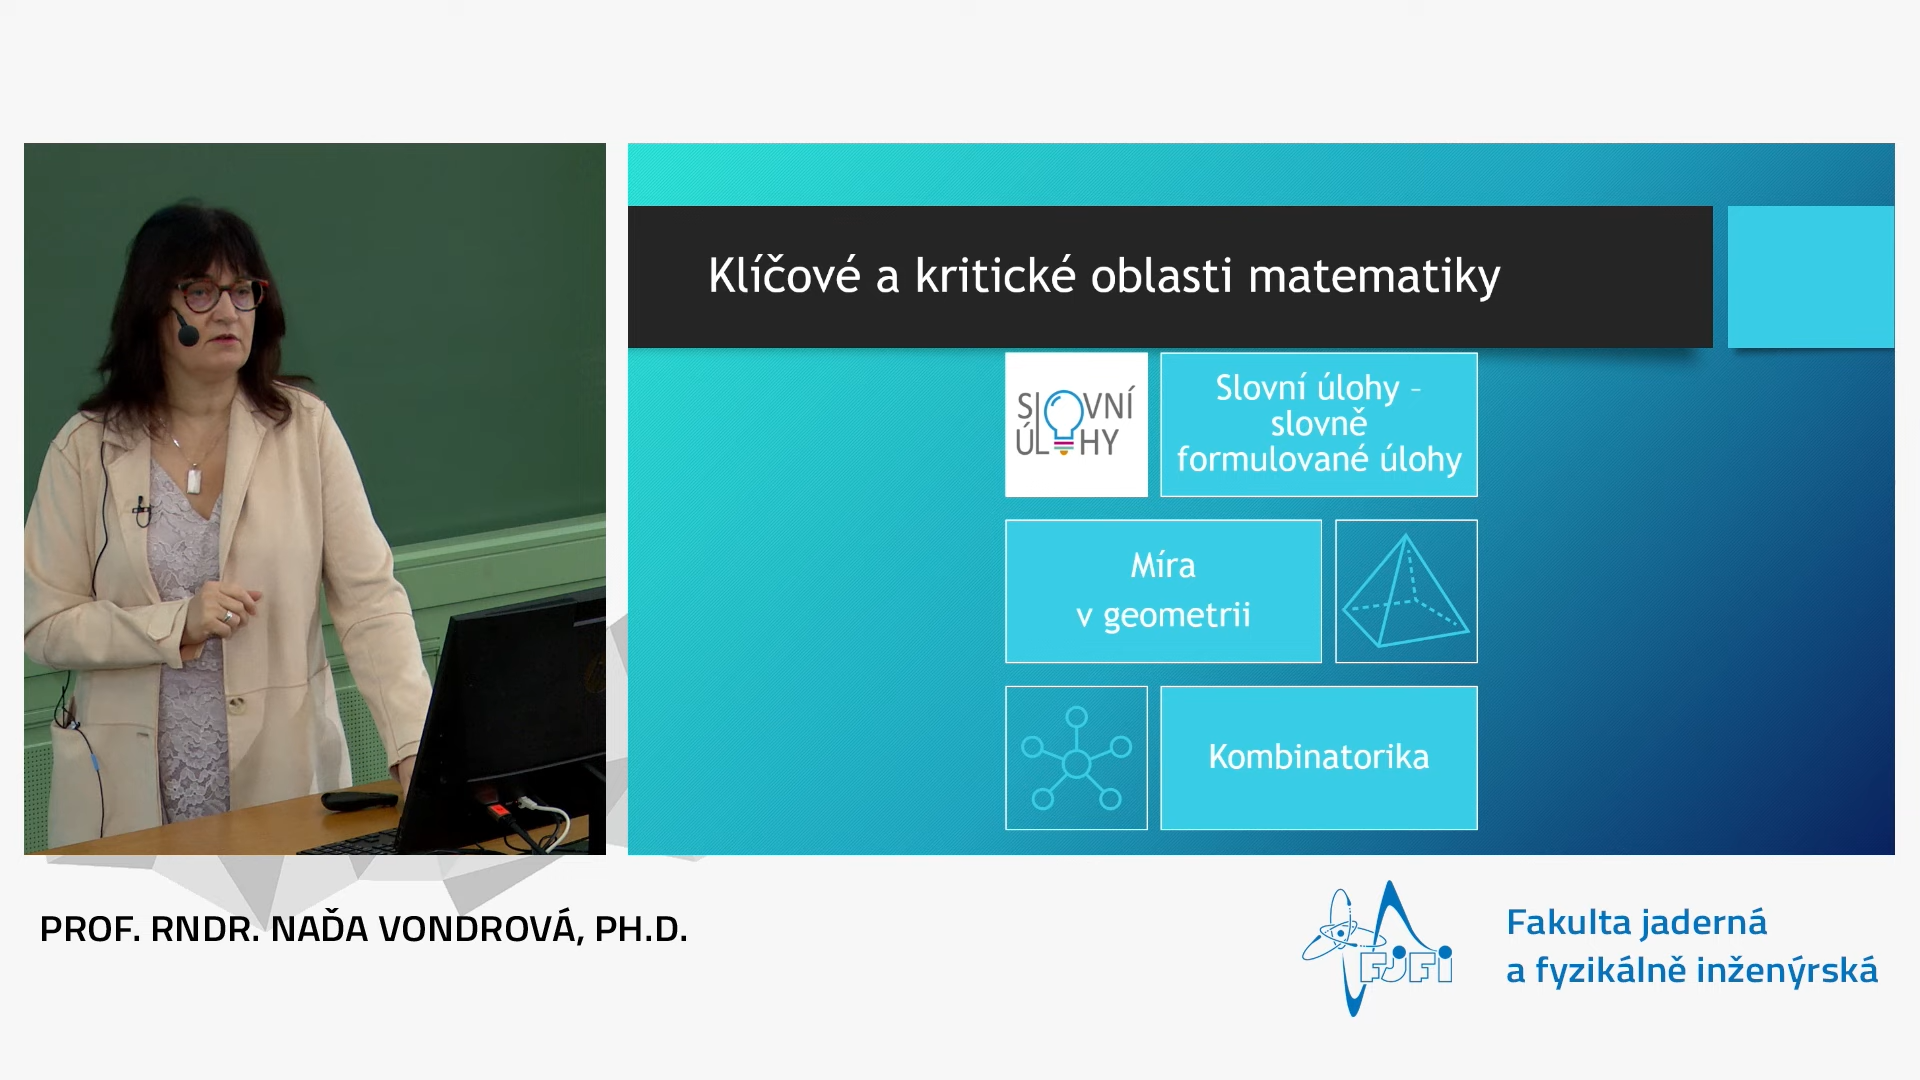 Klíčové a kritické oblasti matematiky
SLOVNÍ
ÚLOHY
Slovní úlohy –
slovně
formulované úlohy
Míra
v geometrii
Kombinatorika
PROF. RNDR. NAĎA VONDROVÁ, PH.D.
FJFI
Fakulta jaderná
a fyzikálně inženýrská